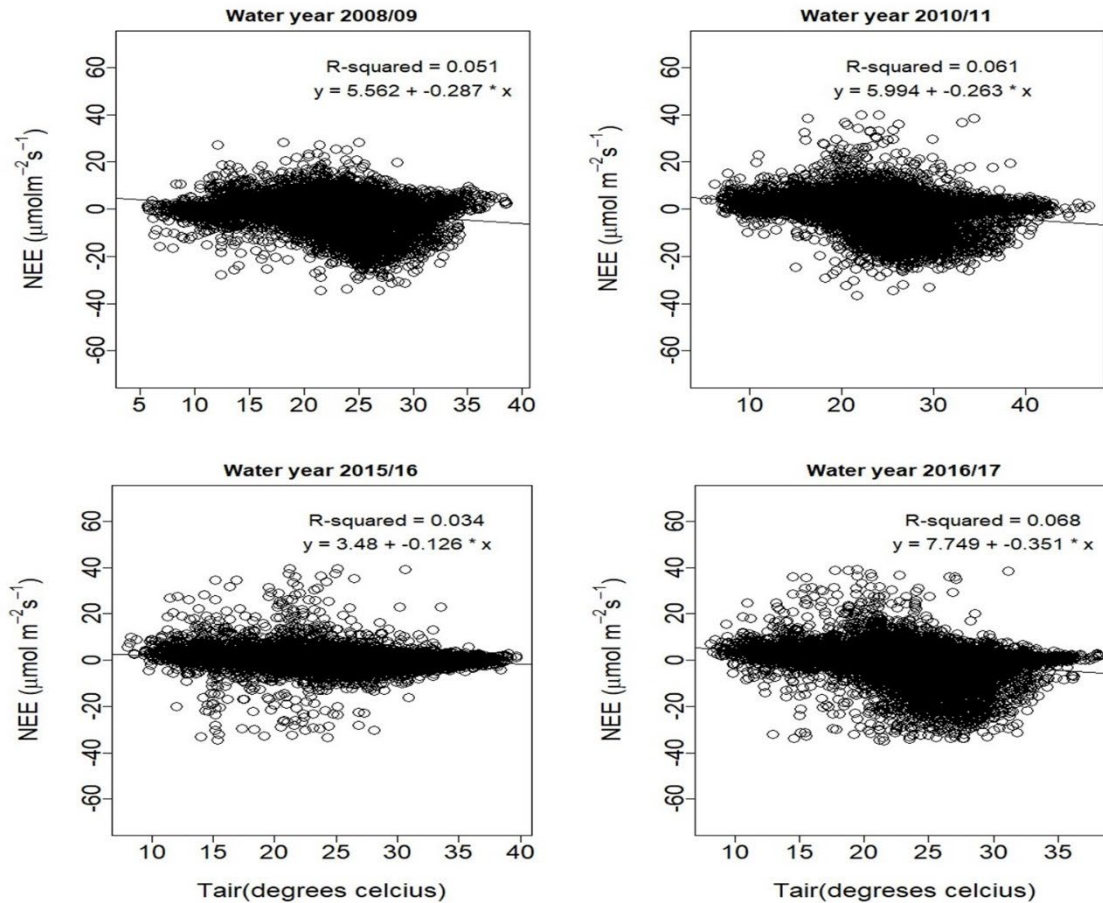 Water year 2008/09
R-squared = 0.051
y = 5.562 + -0.287 * x
NEE (μmolm−2s−1)
60
40
20
0
-20
-40
-60
5 10 15 20 25 30 35 40
Water year 2010/11
R-squared = 0.061
y = 5.994 + -0.263 * x
NEE (μmol m−2s−1)
60
40
20
0
-20
-40
-60
10 20 30 40
Water year 2015/16
R-squared = 0.034
y = 3.48 + -0.126 * x
NEE (μmol m−2s−1)
60
40
20
0
-20
-40
-60
10 15 20 25 30 35 40
Tair(degrees celcius)
Water year 2016/17
R-squared = 0.068
y = 7.749 + -0.351 * x
NEE (μmol m−2s−1)
60
40
20
0
-20
-40
-60
10 15 20 25 30 35
Tair(degreses celcius)